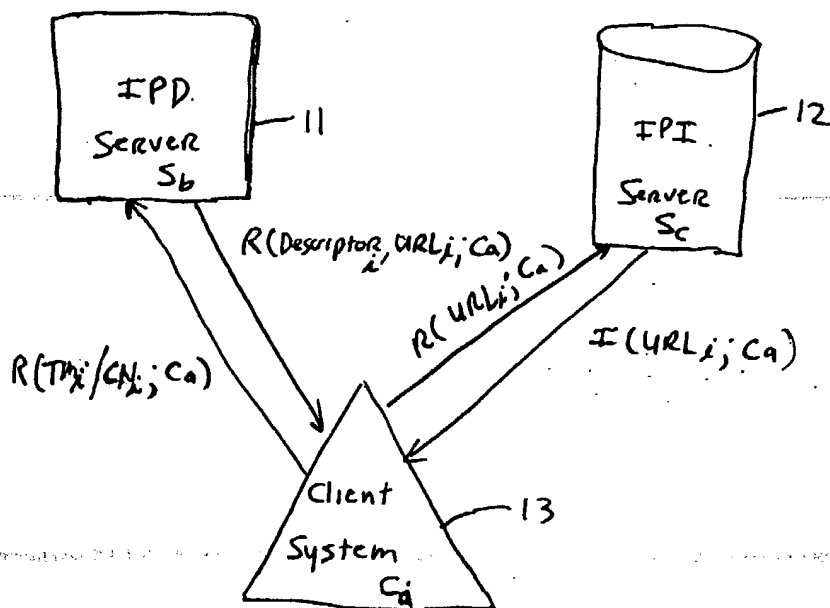 IPD.
Server
Sb
11
IPI.
Server
Sc
12
R(Descriptor i, URLi; Ca)
R(URLi; Ca)
I(URLi; Ca)
R(TMi/CNi; Ca)
Client
System
Ca
13